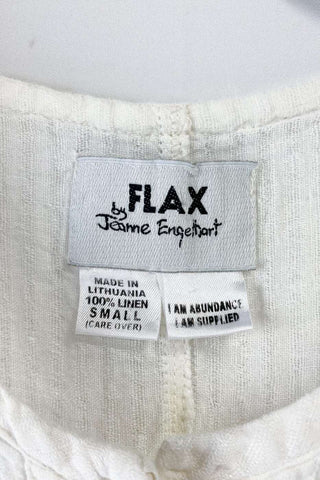 FLAX
by
Jeanne Engelhart
MADE IN
LITHUANIA
100% LINEN
SMALL
(CARE OVER)
I AM ABUNDANCE
I AM SUPPLIED